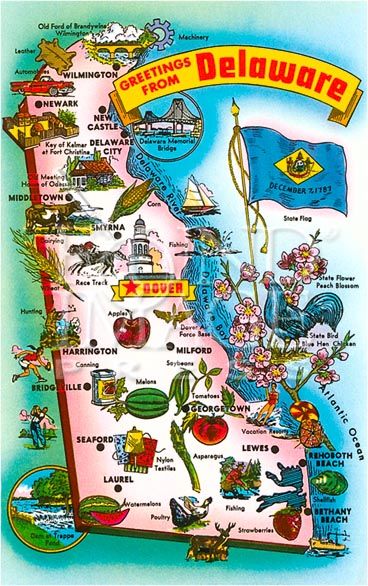 Old Ford of Brandywine
Wilmington
Machinery
Leather
GREETINGS
FROM
Delaware
Automobiles
WILMINGTON
NEWARK
NEW
CASTLE
Delaware Memorial
Bridge
Key of Kalmar
at Fort Christina
DELAWARE
CITY
Delaware River
DECEMBER 7, 1787
State Flag
Old Meeting
House of Odessa
MIDDLETOWN
Corn
SMYRNA
Dairying
Fishing
Race Track
DOVER
Wheat
Delaware Bay
State Flower
Peach Blossom
Hunting
Apples
Dover Air
Force Base
State Bird
Blue Hen Chicken
HARRINGTON
MILFORD
Canning
Soybeans
BRIDGEVILLE
Melons
Tomatoes
GEORGETOWN
Atlantic Ocean
Vacation Resorts
SEAFORD
Nylon
Textiles
Asparagus
LEWES
REHOBOTH
BEACH
LAUREL
Fishing
Shellfish
Watermelons
Poultry
BETHANY
BEACH
Strawberries
Dam at Trappe
Pond